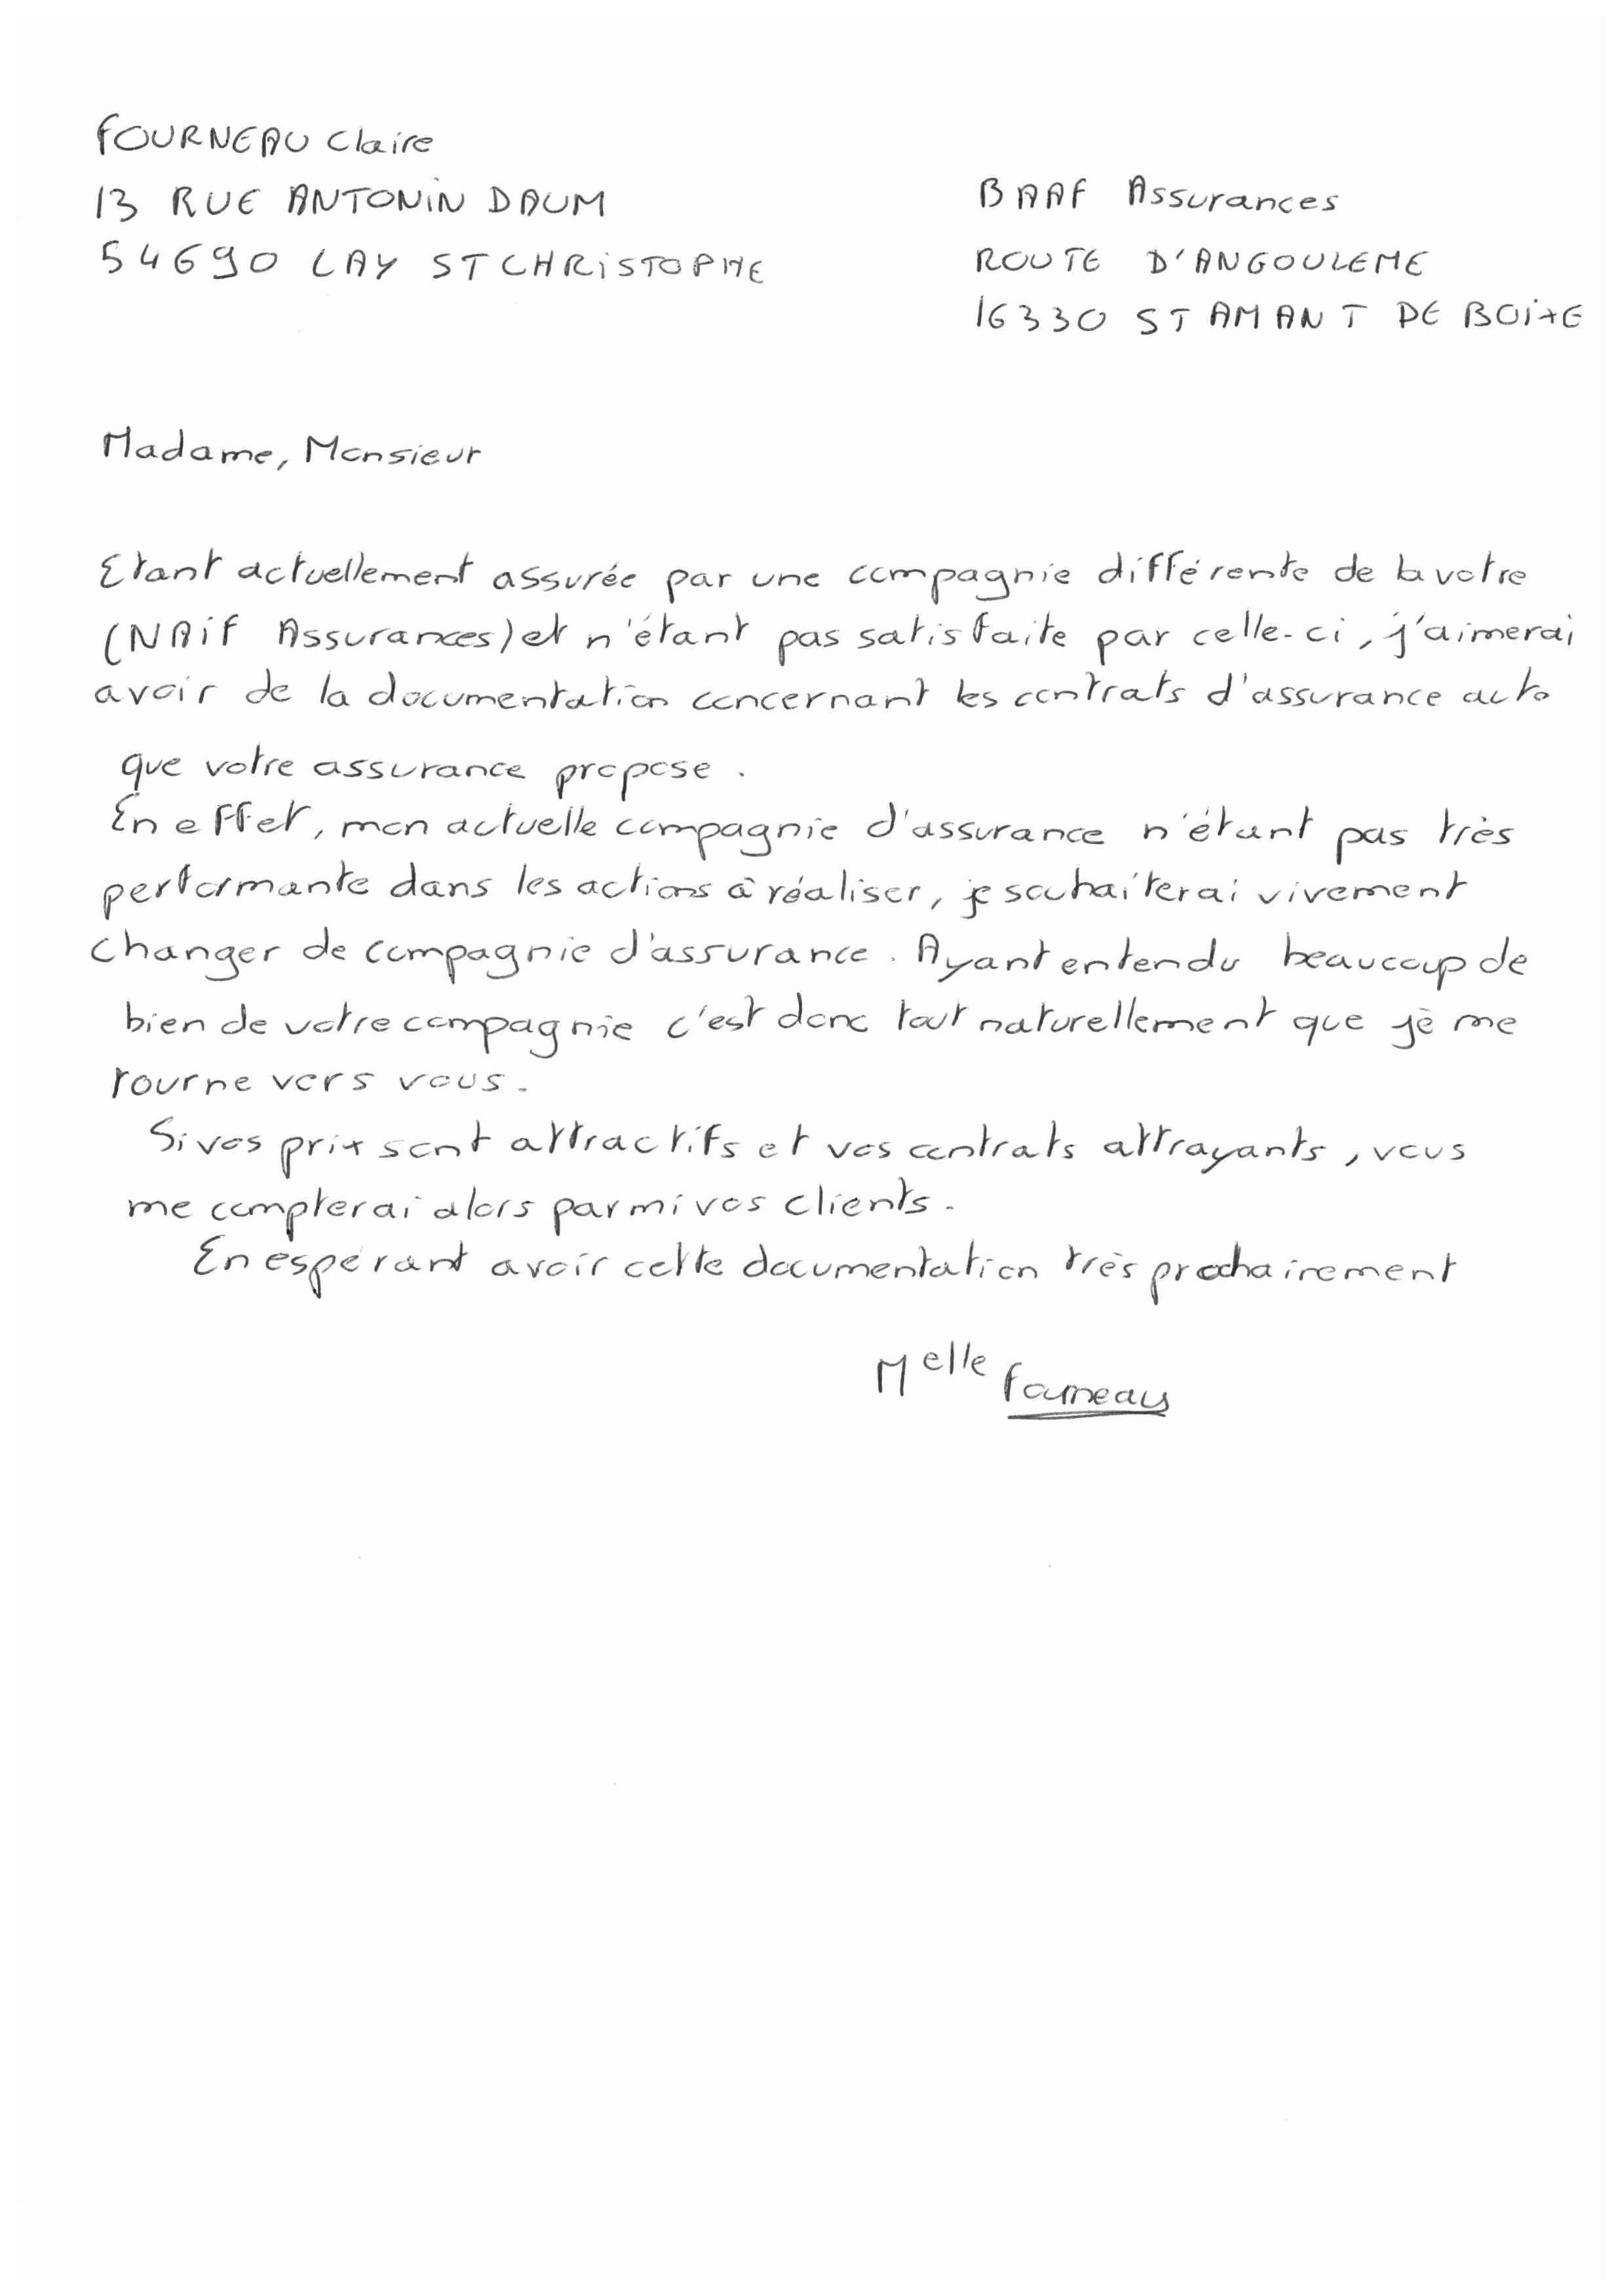 FOURNEAU Claire
13 RUE ANTONIN DAUM
54690 LAY ST CHRISTOPHE
BAAF Assurances
ROUTE D'ANGOULEME
16330 ST AMANT DE BOIXE
Madame, Monsieur
Etant actuellement assurée par une compagnie différente de la votre
(NAIF Assurances) et n'étant pas satisfaite par celle-ci, j'aimerai
avoir de la documentation concernant les contrats d'assurance auto
que votre assurance propose.
En effet, mon actuelle compagnie d'assurance n'étant pas très
performante dans les actions à réaliser, je souhaiterai vivement
changer de compagnie d'assurance. Ayant entendu beaucoup de
bien de votre compagnie c'est donc tout naturellement que je me
tourne vers vous.
Si vos prix sont attractifs et vos contrats attrayants, vous
me compterai alors parmi vos clients.
En espérant avoir cette documentation très prochainement
Melle Fourneau